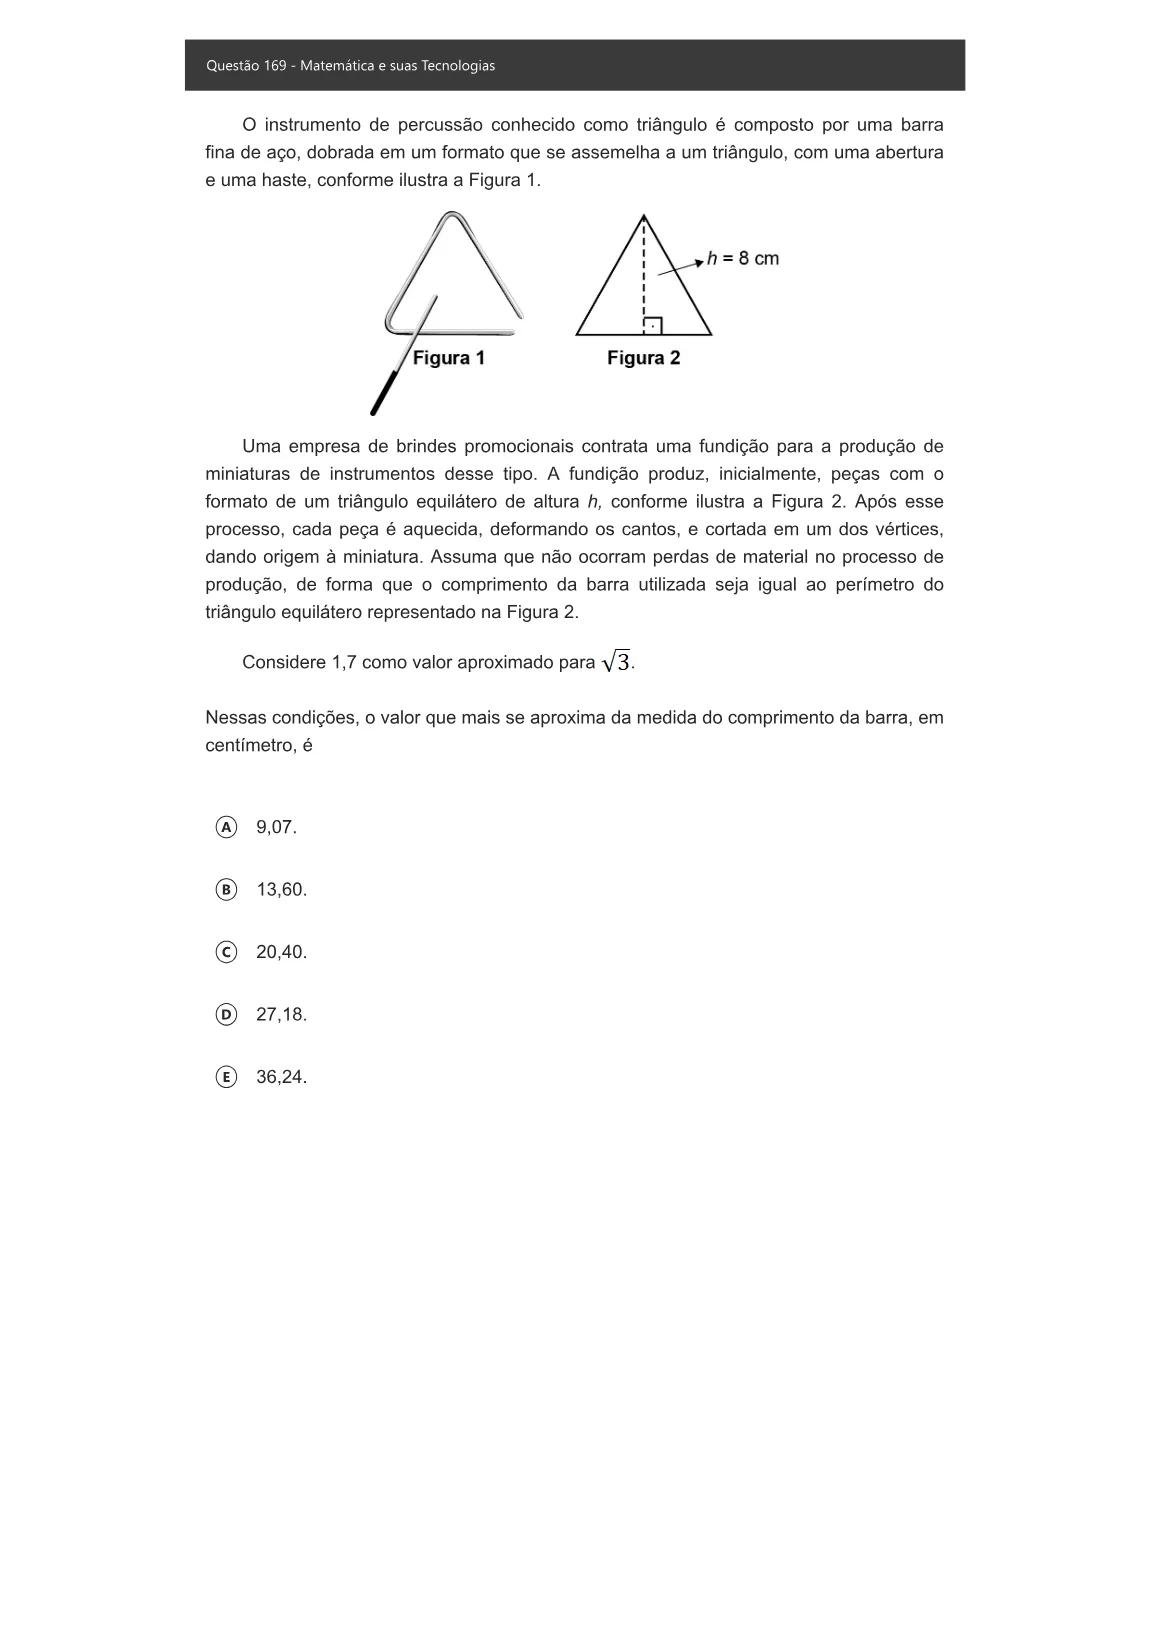 Questão 169 - Matemática e suas Tecnologias
O instrumento de percussão conhecido como triângulo é composto por uma barra
fina de aço, dobrada em um formato que se assemelha a um triângulo, com uma abertura
e uma haste, conforme ilustra a Figura 1.
h = 8 cm
Figura 1
Figura 2
Uma empresa de brindes promocionais contrata uma fundição para a produção de
miniaturas de instrumentos desse tipo. A fundição produz, inicialmente, peças com o
formato de um triângulo equilátero de altura h, conforme ilustra a Figura 2. Após esse
processo, cada peça é aquecida, deformando os cantos, e cortada em um dos vértices,
dando origem à miniatura. Assuma que não ocorram perdas de material no processo de
produção, de forma que o comprimento da barra utilizada seja igual ao perímetro do
triângulo equilátero representado na Figura 2.
Considere 1,7 como valor aproximado para √3.
Nessas condições, o valor que mais se aproxima da medida do comprimento da barra, em
centímetro, é
A 9,07.
B 13,60.
C 20,40.
D 27,18.
E 36,24.